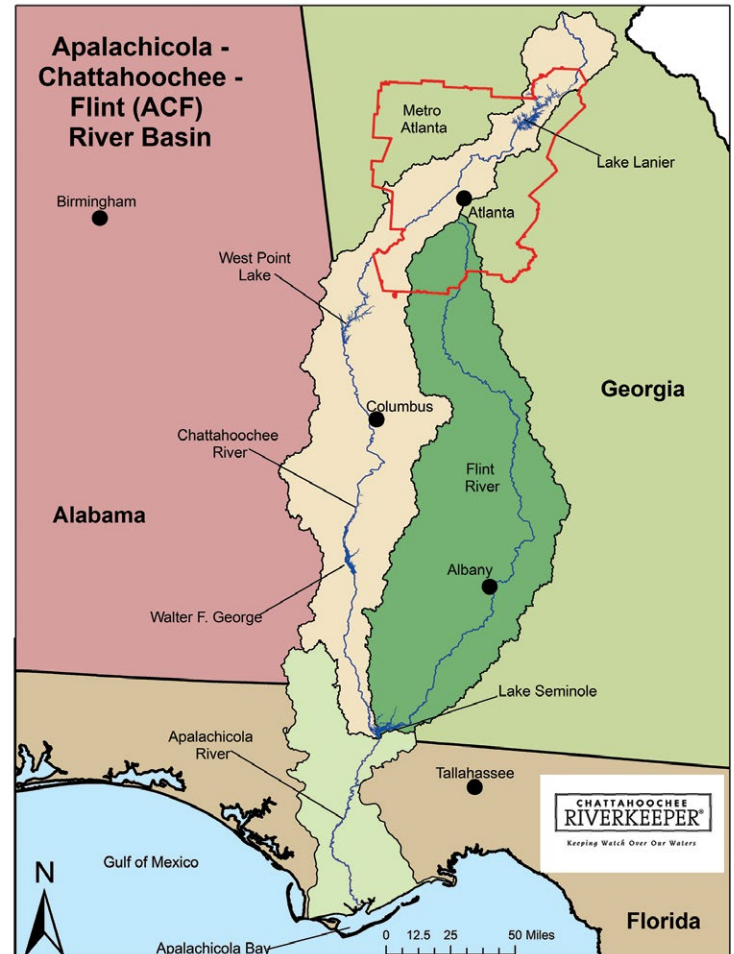 Apalachicola -
Chattahoochee -
Flint (ACF)
River Basin
Metro
Atlanta
Lake Lanier
Birmingham
Atlanta
West Point
Lake
Georgia
Columbus
Chattahoochee
River
Flint
River
Alabama
Albany
Walter F. George
Lake Seminole
Apalachicola
River
Tallahassee
CHATTAHOOCHEE
RIVERKEEPER®
Keeping Watch Over Our Waters
Gulf of Mexico
N
Florida
0 12.5 25 50 Miles
Apalachicola Bay